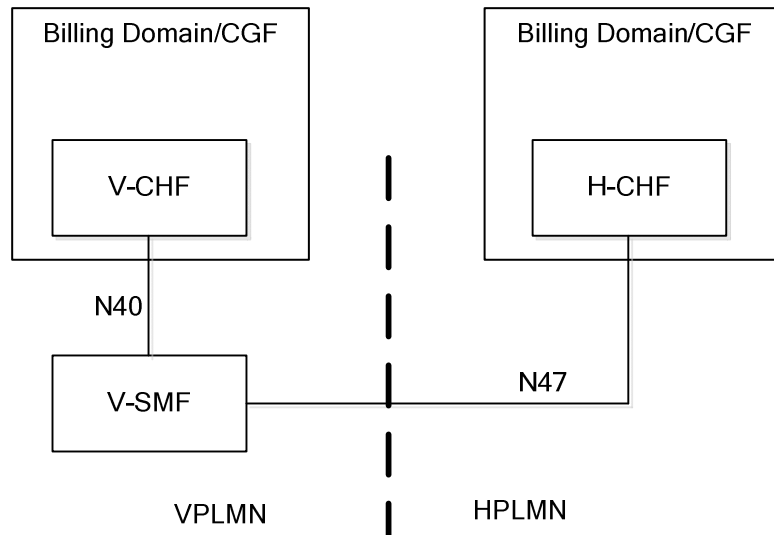 Billing Domain/CGF
Billing Domain/CGF
V-CHF
H-CHF
N40
V-SMF
N47
VPLMN
HPLMN